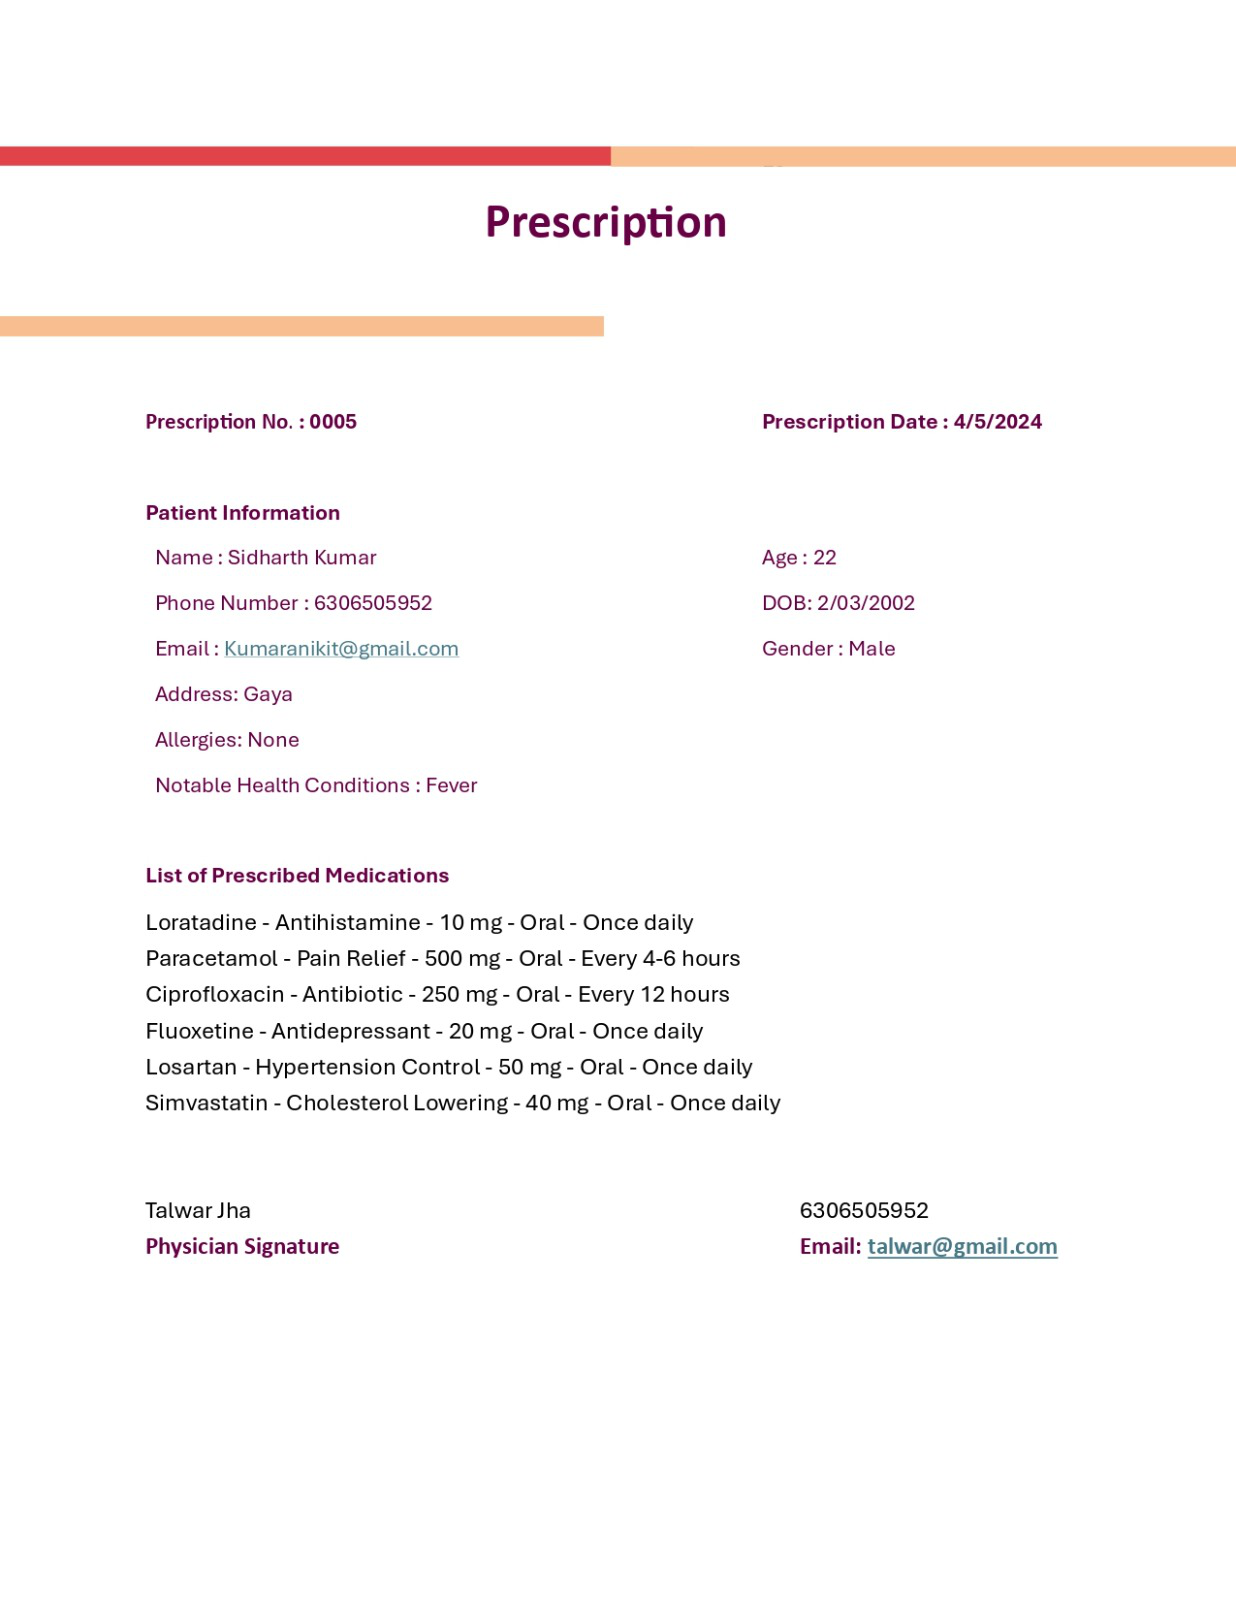 Prescription
Prescription No. : 0005 Prescription Date : 4/5/2024
Patient Information
Name : Sidharth Kumar Age : 22
Phone Number : 6306505952 DOB: 2/03/2002
Email : Kumaranikit@gmail.com Gender : Male
Address: Gaya
Allergies: None
Notable Health Conditions : Fever
List of Prescribed Medications
Loratadine - Antihistamine - 10 mg - Oral - Once daily
Paracetamol - Pain Relief - 500 mg - Oral - Every 4-6 hours
Ciprofloxacin - Antibiotic - 250 mg - Oral - Every 12 hours
Fluoxetine - Antidepressant - 20 mg - Oral - Once daily
Losartan - Hypertension Control - 50 mg - Oral - Once daily
Simvastatin - Cholesterol Lowering - 40 mg - Oral - Once daily
Talwar Jha 6306505952
Physician Signature Email: talwar@gmail.com